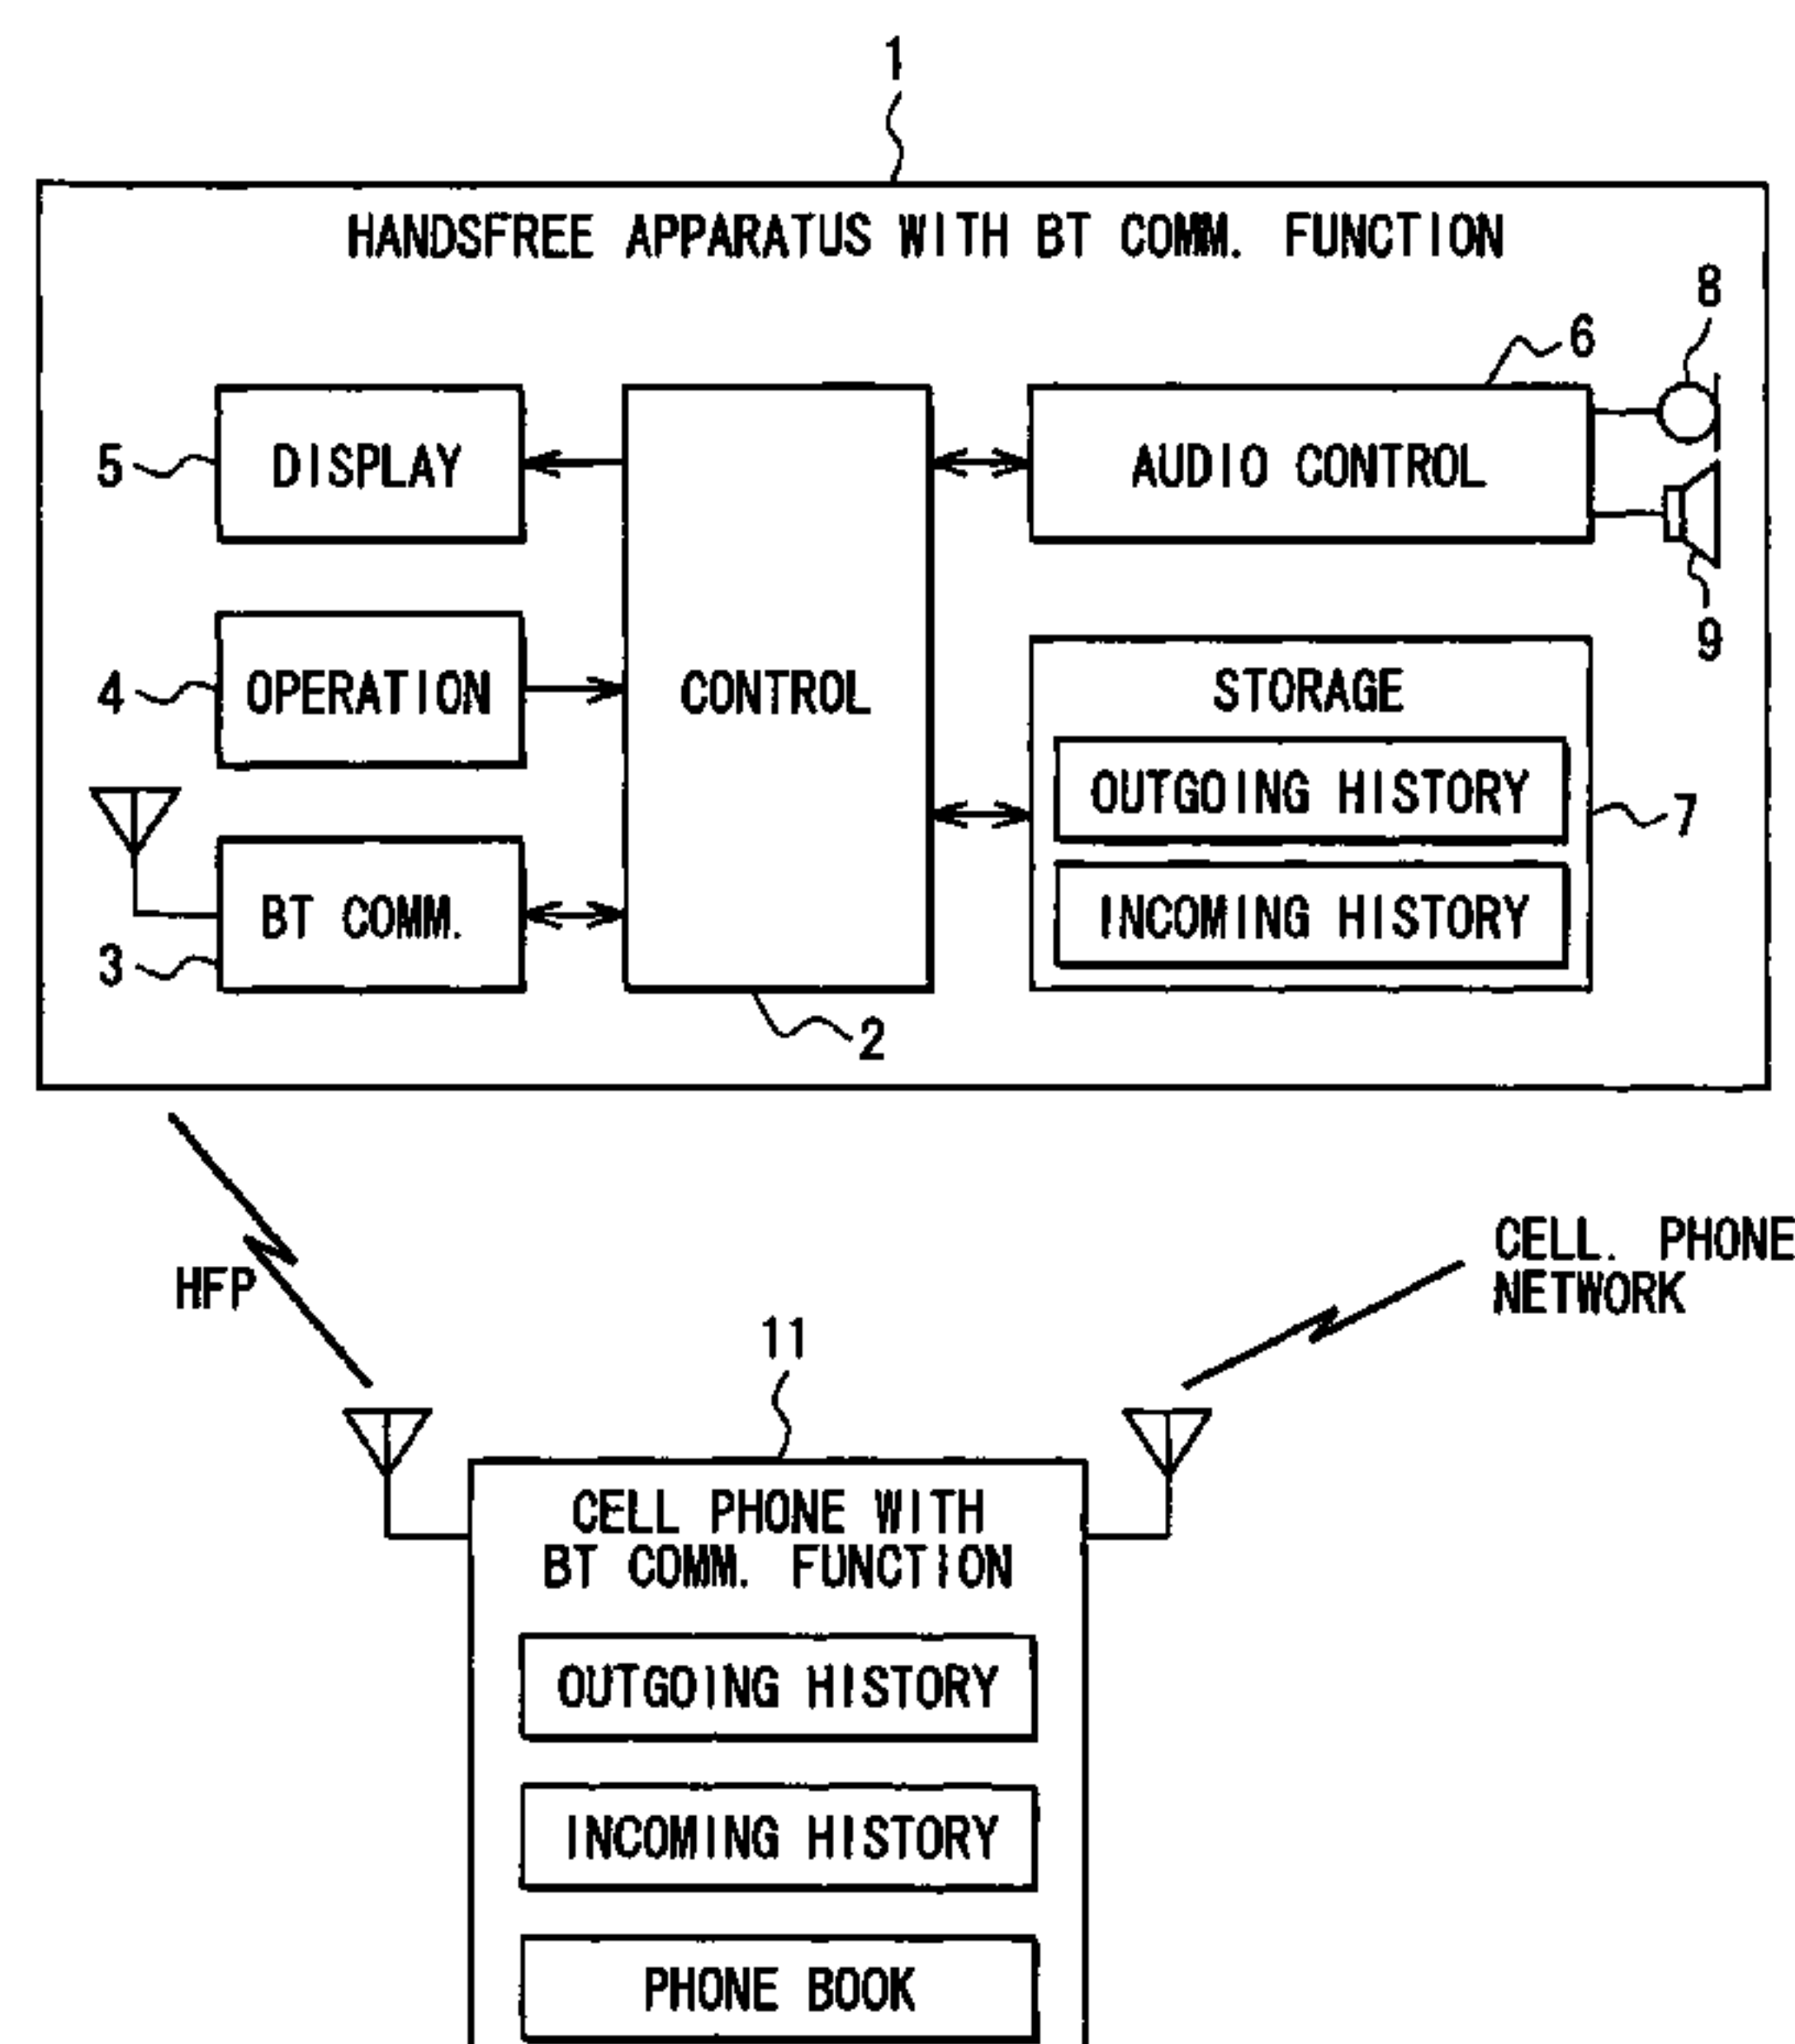 1
HANDSFREE APPARATUS WITH BT COMM. FUNCTION
8
6
5
DISPLAY
AUDIO CONTROL
9
4
OPERATION
CONTROL
STORAGE
OUTGOING HISTORY
7
BT COMM.
INCOMING HISTORY
3
2
HFP
CELL. PHONE
NETWORK
11
CELL PHONE WITH
BT COMM. FUNCTION
OUTGOING HISTORY
INCOMING HISTORY
PHONE BOOK